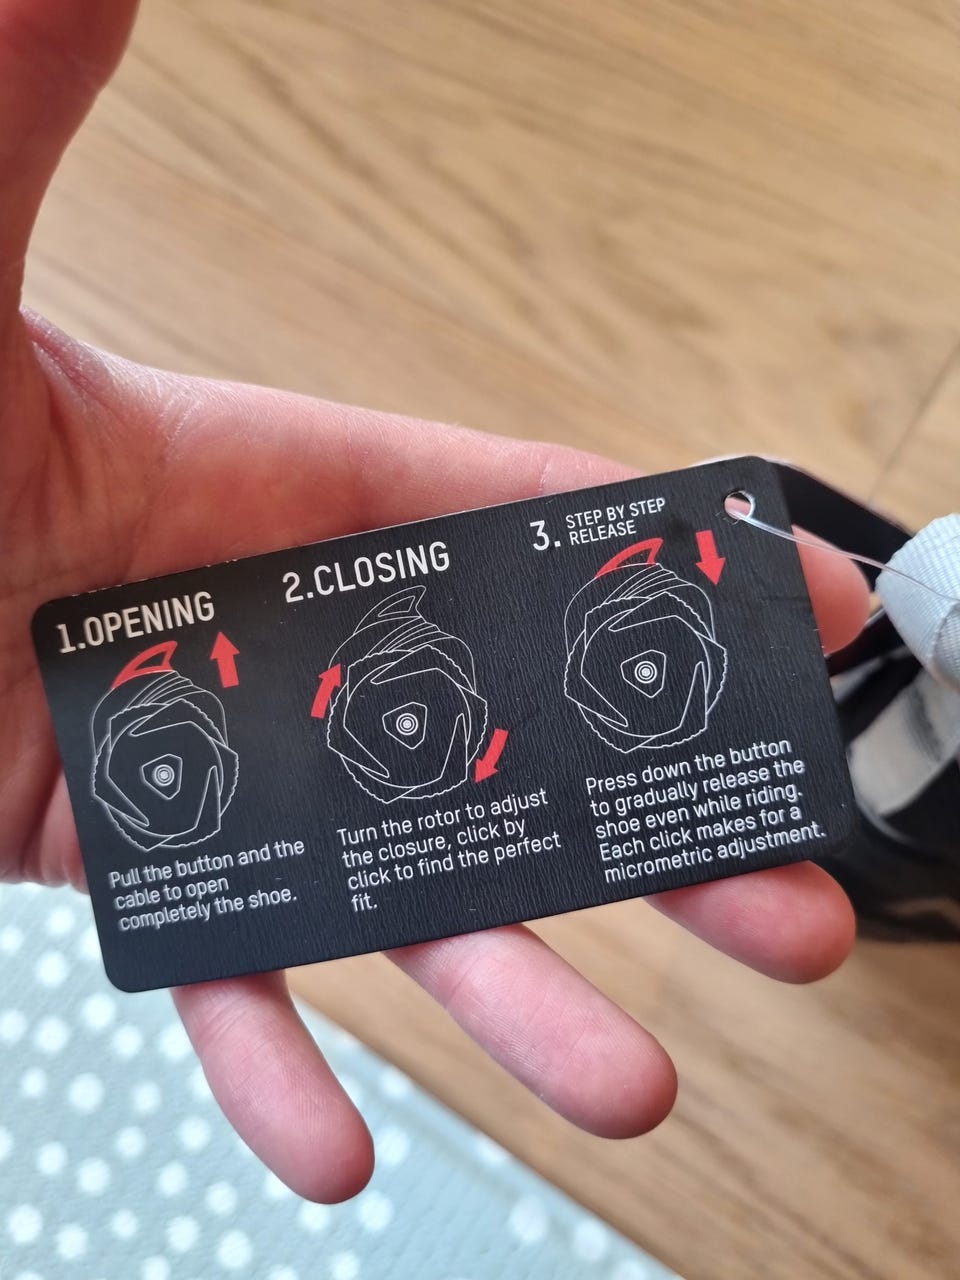 1.OPENING
Pull the button and the
cable to open
completely the shoe.
2.CLOSING
Turn the rotor to adjust
the closure, click by
click to find the perfect
fit.
3. STEP BY STEP
RELEASE
Press down the button
to gradually release the
shoe even while riding.
Each click makes for a
micrometric adjustment.